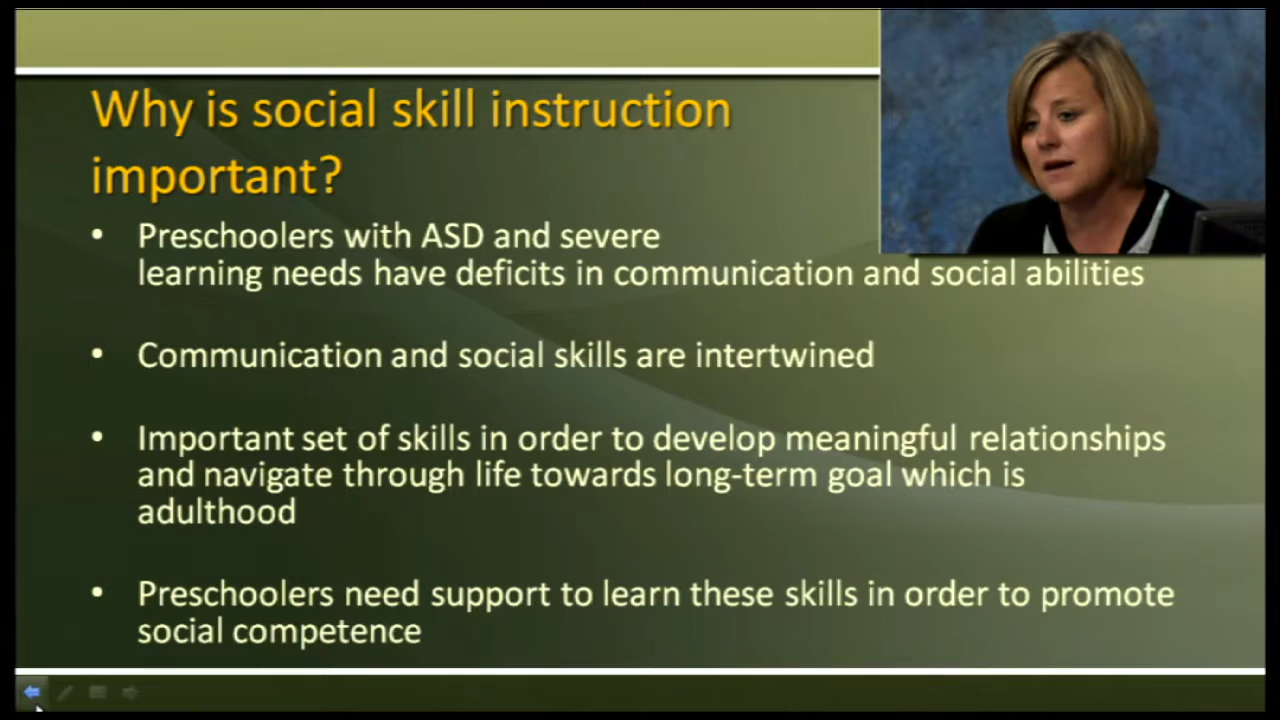 Why is social skill instruction
important?
• Preschoolers with ASD and severe
learning needs have deficits in communication and social abilities
• Communication and social skills are intertwined
• Important set of skills in order to develop meaningful relationships
and navigate through life towards long-term goal which is
adulthood
• Preschoolers need support to learn these skills in order to promote
social competence